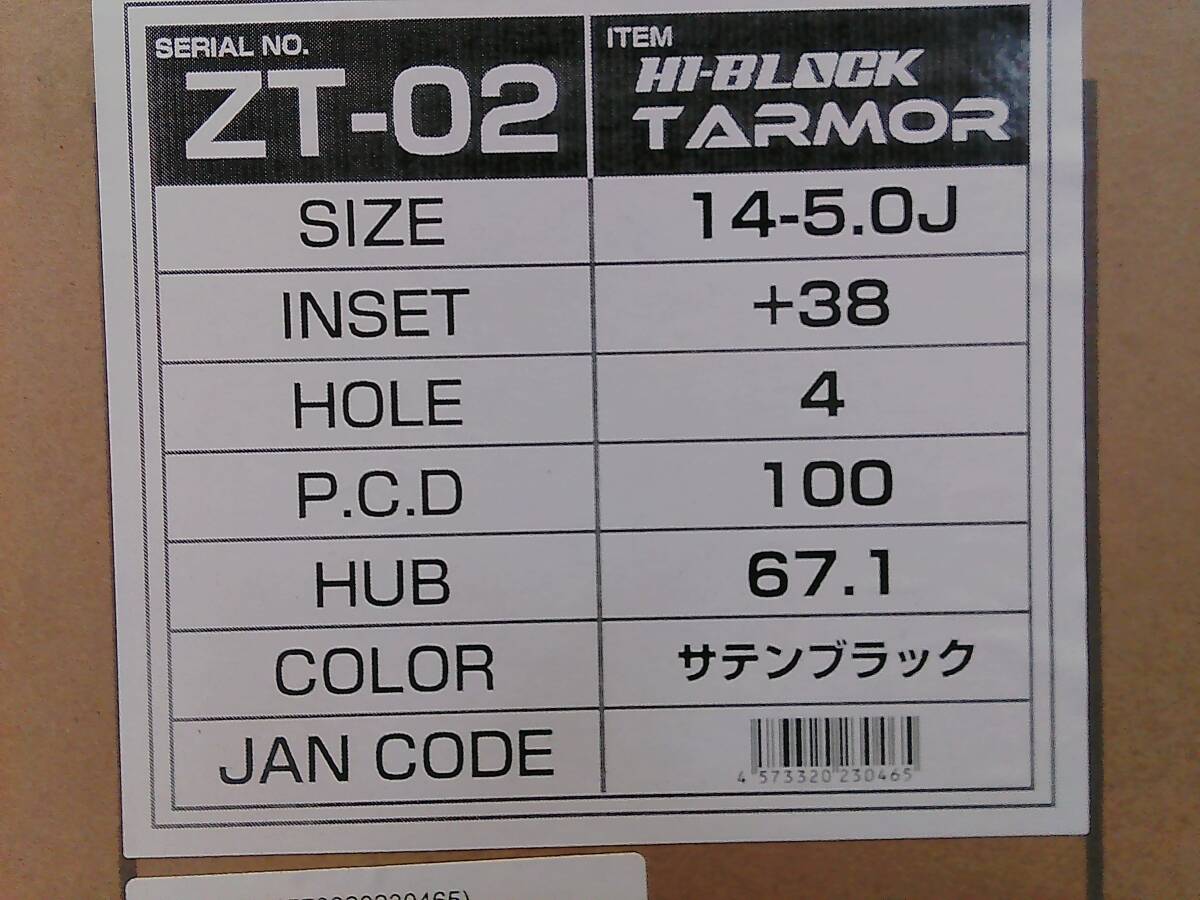 SERIAL NO.
ZT-02
ITEM
HI-BLOCK
TARMOR
SIZE 14-5.0J
INSET +38
HOLE 4
P.C.D 100
HUB 67.1
COLOR サテンブラック
JAN CODE
4 573320 230465